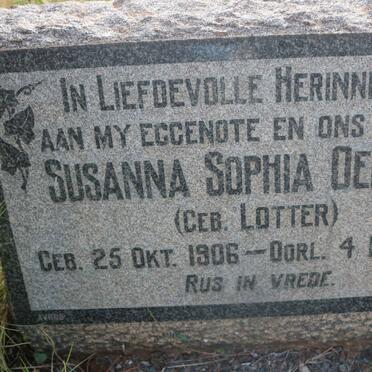 In Liefdevolle Herinne
aan my eggenote en ons
Susanna Sophia Oe
(geb. Lotter)
Geb. 25 Okt. 1906 – Oorl. 4
Rus in vrede.